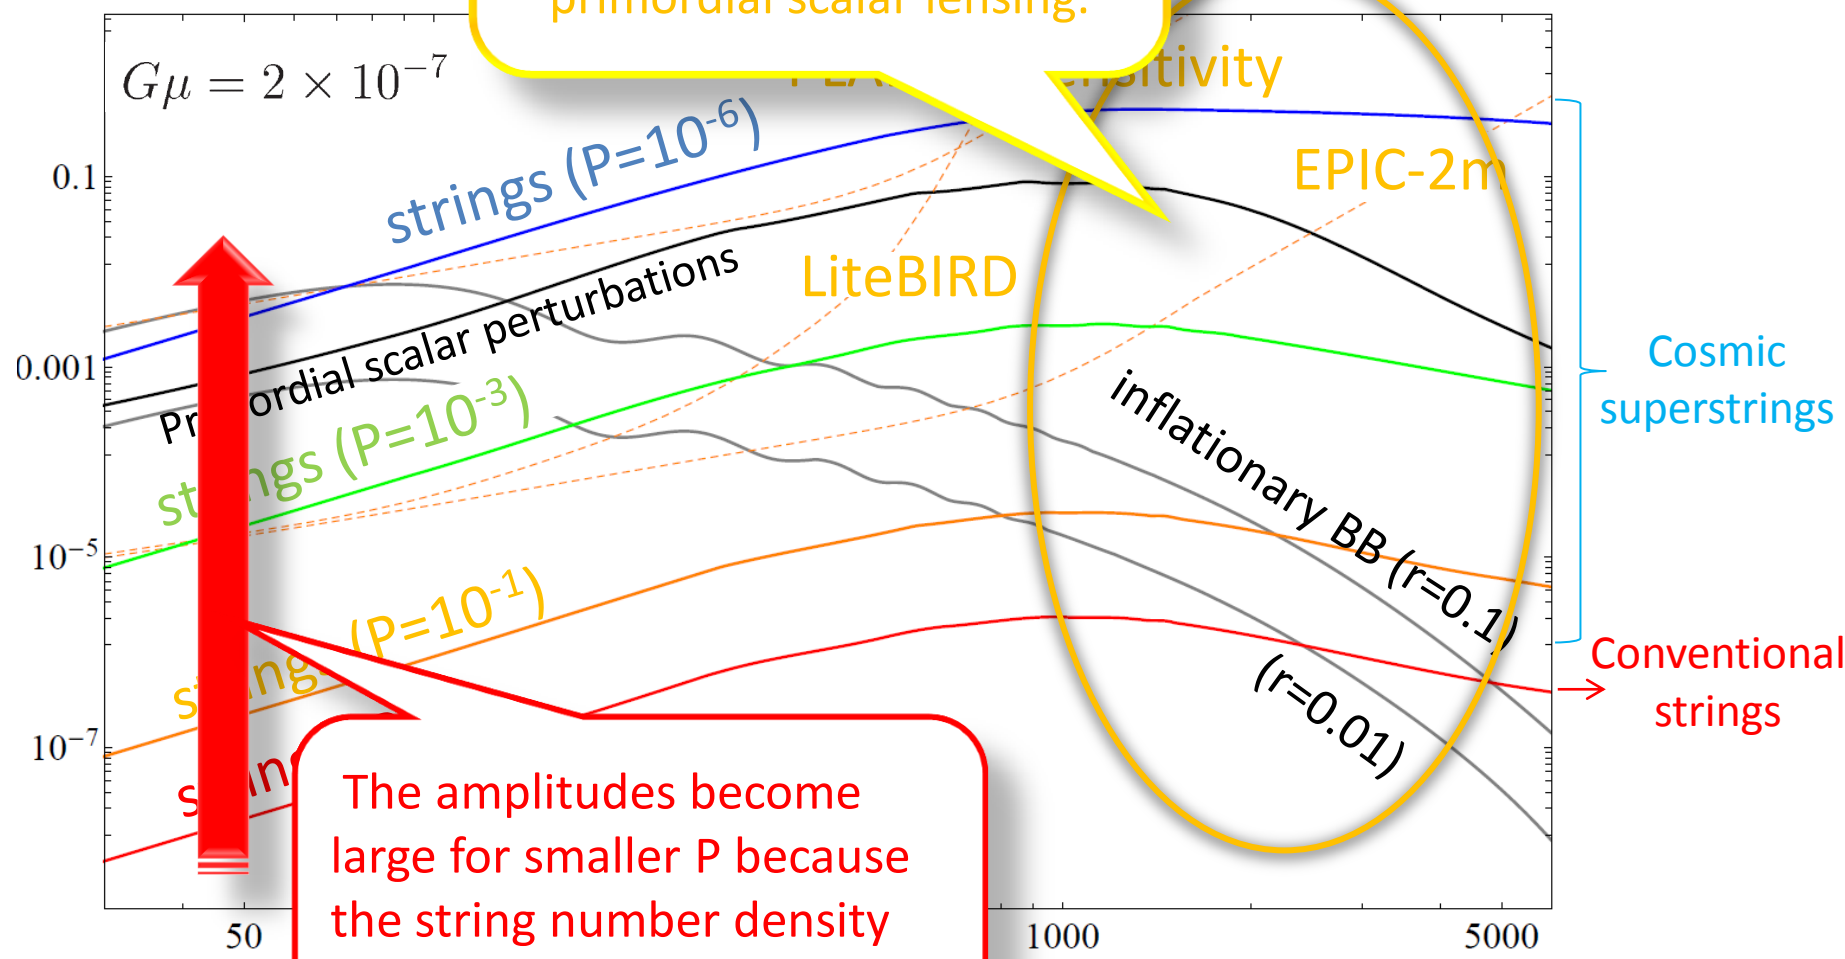 primordial scalar lensing.
Gμ = 2 × 10⁻⁷
strings (P=10⁻⁶)
EPIC-2m
LiteBIRD
Primordial scalar perturbations
strings (P=10⁻³)
(P=10⁻¹)
inflationary BB (r=0.1)
(r=0.01)
Cosmic
superstrings
Conventional
strings
The amplitudes become
large for smaller P because
the string number density
0.1
0.001
10⁻⁵
10⁻⁷
50
1000
5000